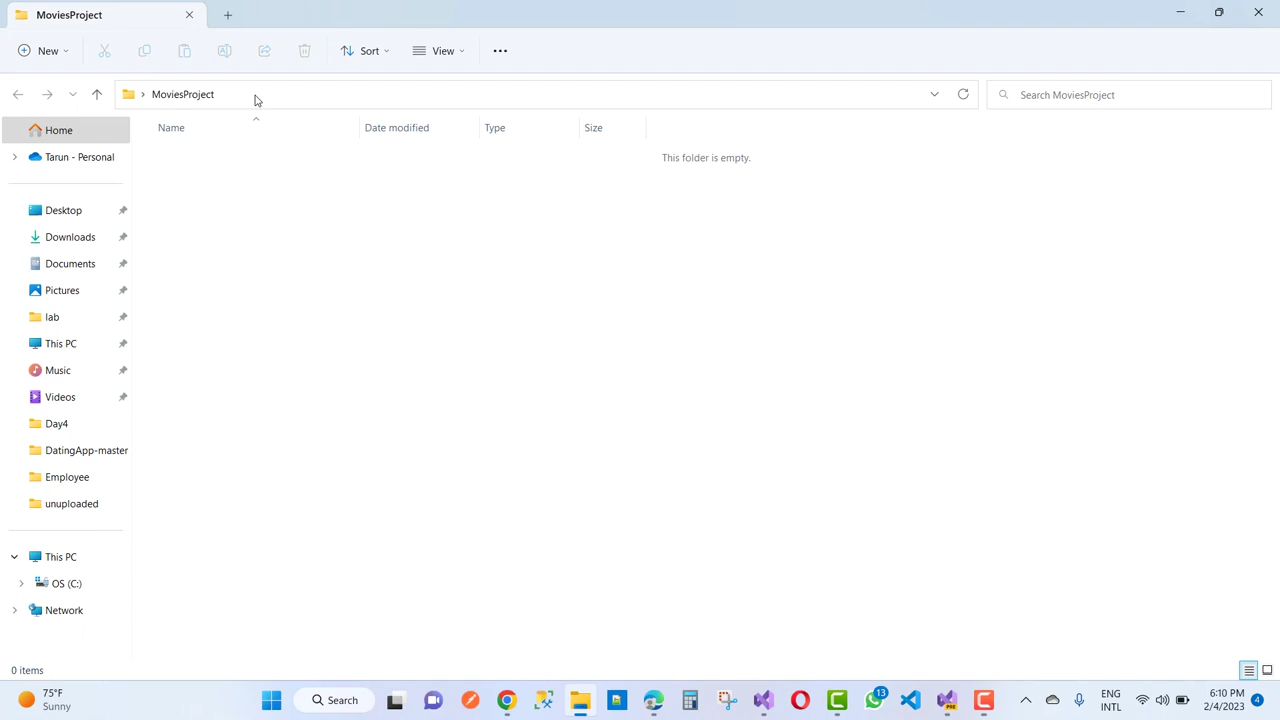 MoviesProject
New
Sort
View
MoviesProject
Search MoviesProject
Home
Name
Date modified
Type
Size
Tarun - Personal
This folder is empty.
Desktop
Downloads
Documents
Pictures
lab
This PC
Music
Videos
Day4
DatingApp-master
Employee
unuploaded
This PC
OS (C:)
Network
0 items
75°F
Sunny
Search
13
PRE
ENG
INTL
6:10 PM
2/4/2023
4